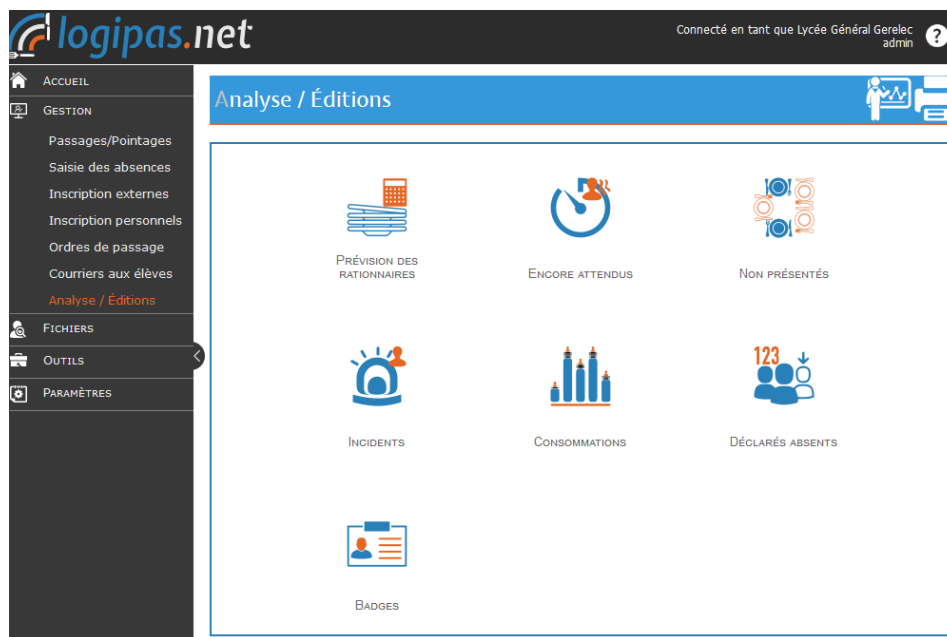 logipas.net
Connecté en tant que Lycée Général Gerelec
admin
?
Accueil
Gestion
Passages/Pointages
Saisie des absences
Inscription externes
Inscription personnels
Ordres de passage
Courriers aux élèves
Analyse / Éditions
Fichiers
Outils
Paramètres
Analyse / Éditions
Prévision des
rationnaires
Encore attendus
Non présentés
Incidents
Consommations
123
Déclarés absents
Badges